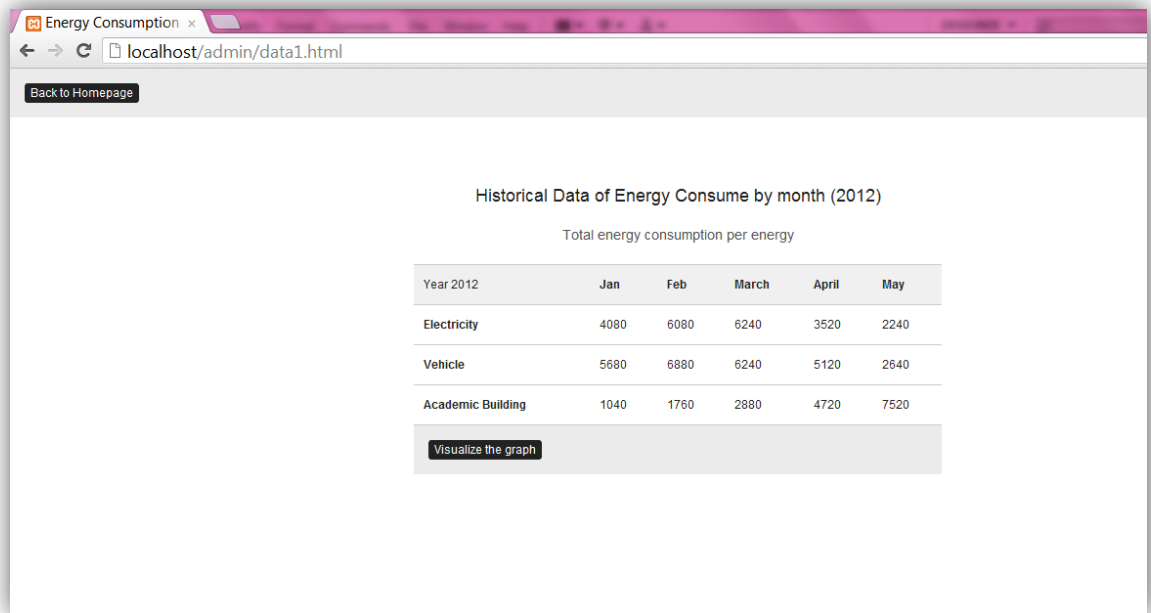 Energy Consumption ×
localhost/admin/data1.html
Back to Homepage
Historical Data of Energy Consume by month (2012)
Total energy consumption per energy
Year 2012 Jan Feb March April May
Electricity 4080 6080 6240 3520 2240
Vehicle 5680 6880 6240 5120 2640
Academic Building 1040 1760 2880 4720 7520
Visualize the graph